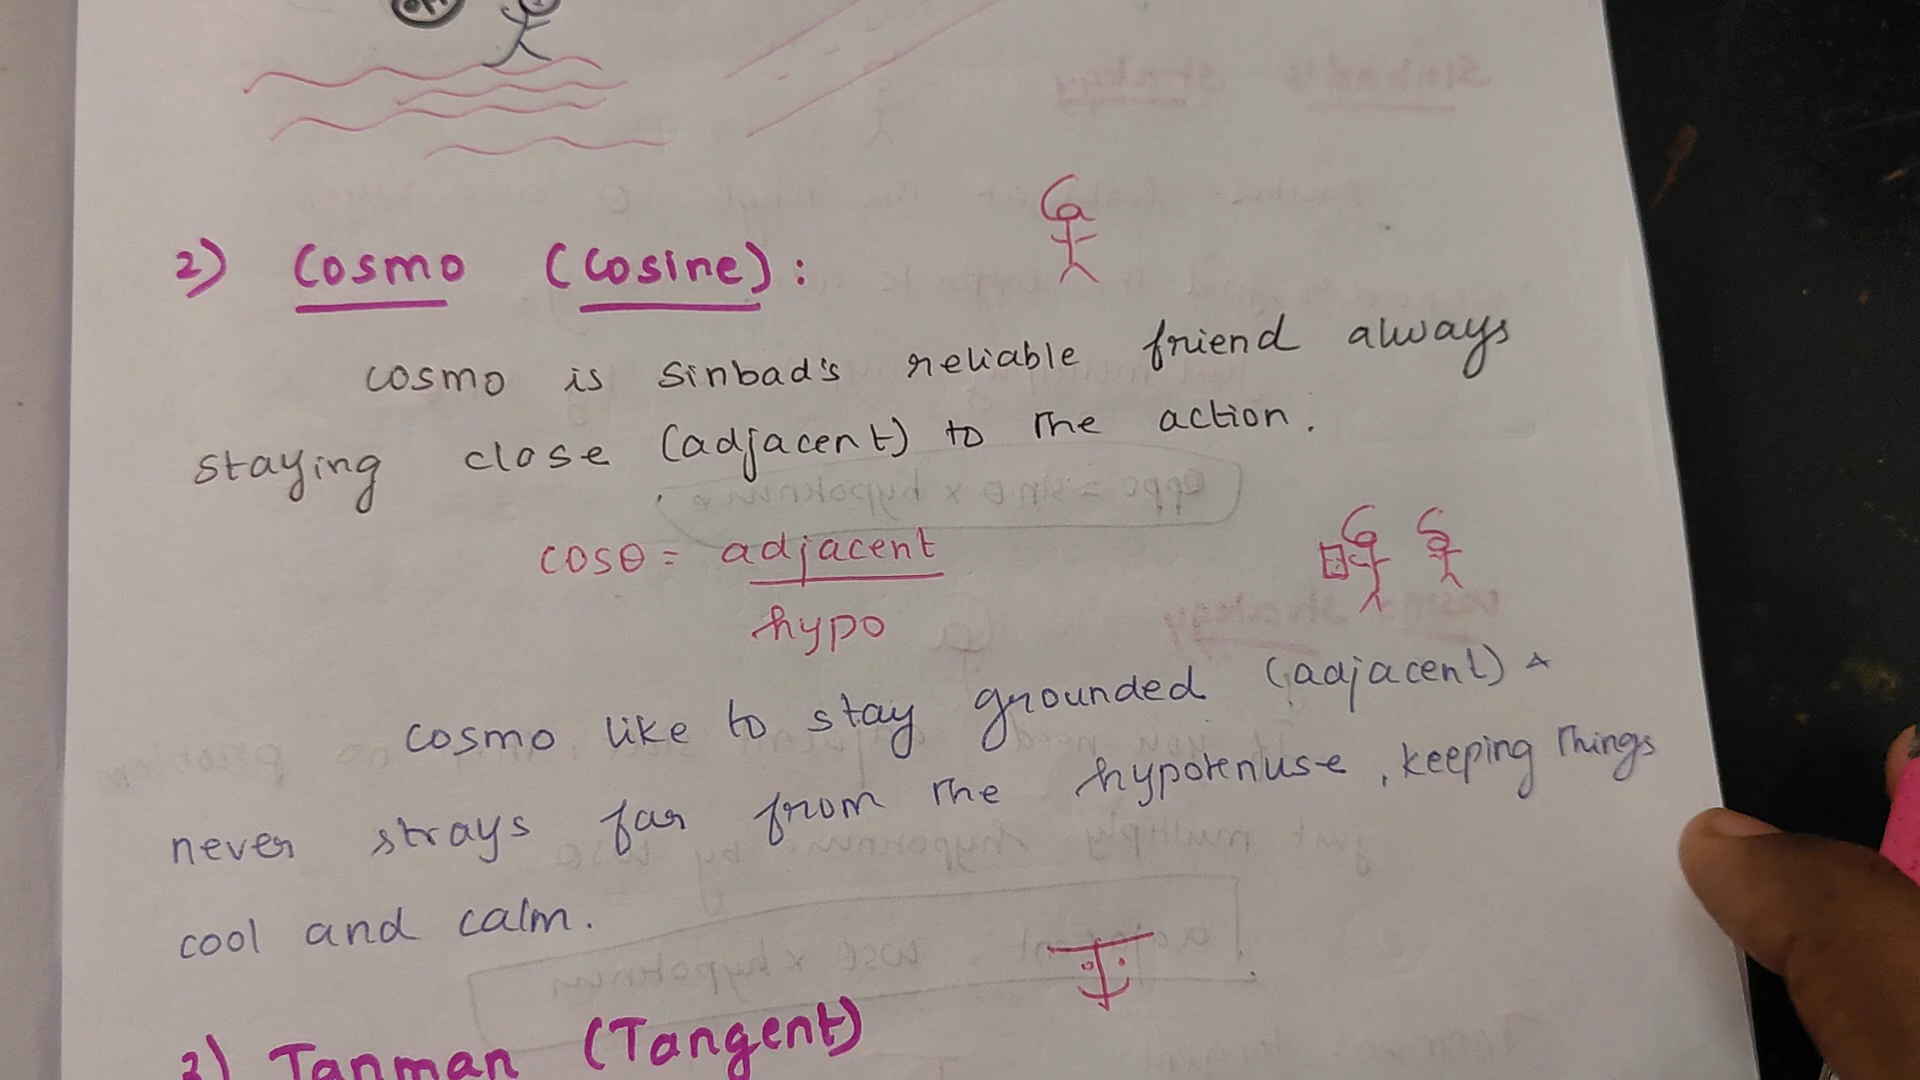 2) Cosmo (Cosine):
cosmo is sinbad's reliable friend always
staying close (adjacent) to the action.
cosθ = adjacent
hypo
cosmo like to stay grounded (adjacent) &
never strays far from the hypotenuse, keeping things
cool and calm.
3) Tanman (Tangent)